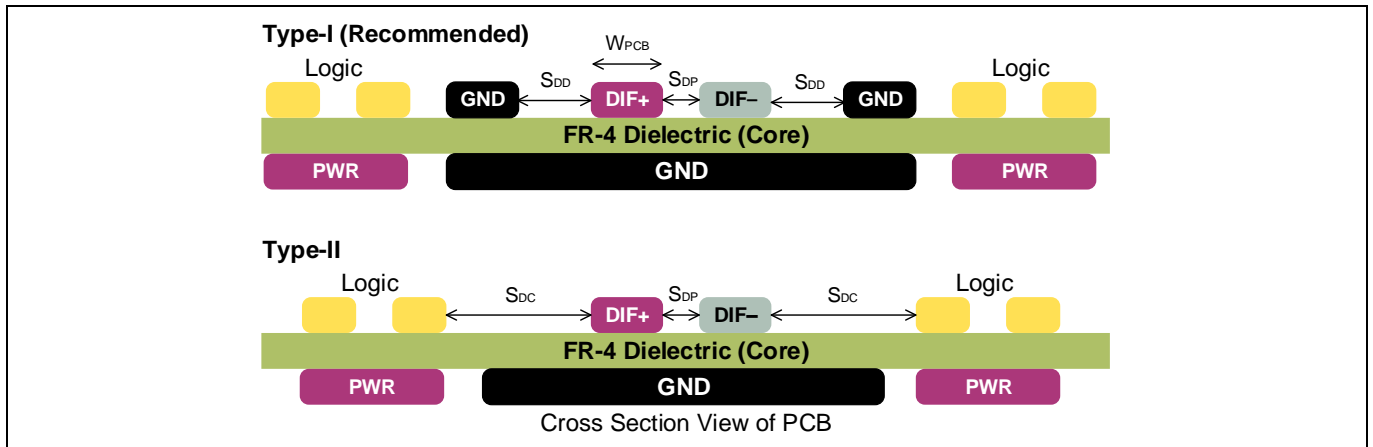 Type-I (Recommended)
WPCB
Logic
SDD
SDP
SDD
Logic
GND
DIF+
DIF–
GND
FR-4 Dielectric (Core)
PWR
GND
PWR
Type-II
Logic
SDC
SDP
SDC
Logic
DIF+
DIF–
FR-4 Dielectric (Core)
PWR
GND
PWR
Cross Section View of PCB